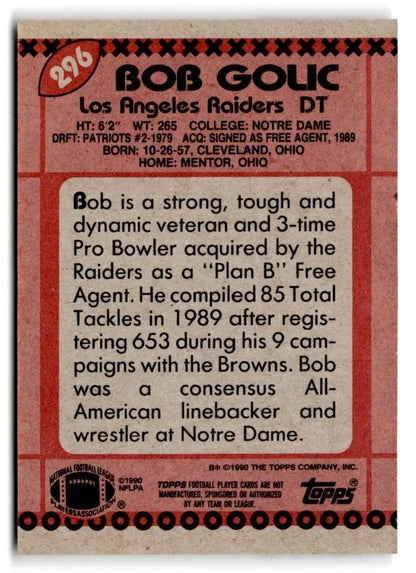 296
BOB GOLIC
Los Angeles Raiders DT
HT: 6'2" WT: 265 COLLEGE: NOTRE DAME
DRFT: PATRIOTS #2-1979 ACQ: SIGNED AS FREE AGENT, 1989
BORN: 10-26-57, CLEVELAND, OHIO
HOME: MENTOR, OHIO
Bob is a strong, tough and
dynamic veteran and 3-time
Pro Bowler acquired by the
Raiders as a "Plan B" Free
Agent. He compiled 85 Total
Tackles in 1989 after regis-
tering 653 during his 9 cam-
paigns with the Browns. Bob
was a consensus All-
American linebacker and
wrestler at Notre Dame.
B* ©1990 THE TOPPS COMPANY, INC.
NATIONAL FOOTBALL LEAGUE
PLAYERS ASSOCIATION
®
©1990
NFLPA
TOPPS FOOTBALL PLAYER CARDS ARE NOT
MANUFACTURED, SPONSORED OR AUTHORIZED
BY ANY TEAM OR LEAGUE.
Topps®